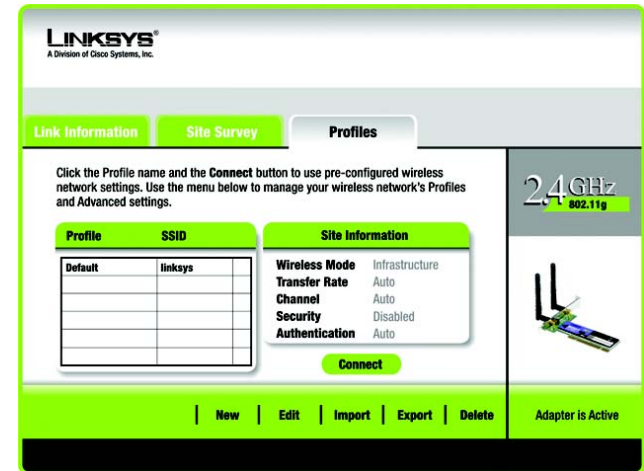 LINKSYS®
A Division of Cisco Systems, Inc.
Link Information Site Survey Profiles
Click the Profile name and the Connect button to use pre-configured wireless
network settings. Use the menu below to manage your wireless network's Profiles
and Advanced settings.
2.4GHz
802.11g
Profile SSID
Default linksys
Site Information
Wireless Mode Infrastructure
Transfer Rate Auto
Channel Auto
Security Disabled
Authentication Auto
Connect
New Edit Import Export Delete
Adapter is Active